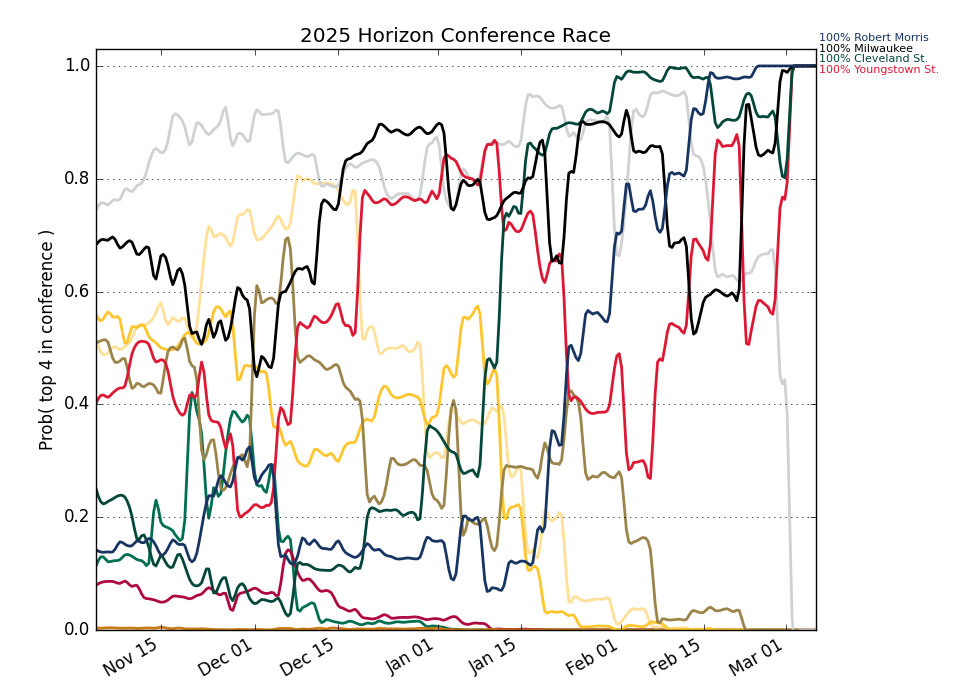 2025 Horizon Conference Race
100% Robert Morris
100% Milwaukee
100% Cleveland St.
100% Youngstown St.
Prob( top 4 in conference )
1.0
0.8
0.6
0.4
0.2
0.0
Nov 15
Dec 01
Dec 15
Jan 01
Jan 15
Feb 01
Feb 15
Mar 01